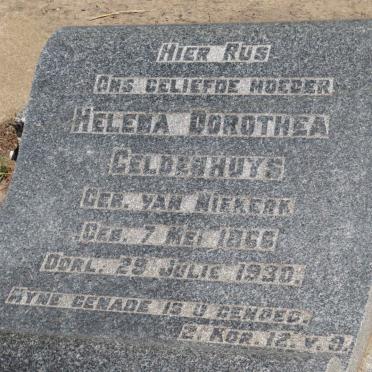 HIER RUS
ONS GELIEFDE MOEDER
HELENA DOROTHEA
GELDENHUYS
GEB. VAN NIEKERK
GEB. 7 MEI 1866
OORL. 29 JULIE 1930.
MYNE GENADE IS U GENOEG.
2. KOR. 12. V. 9.